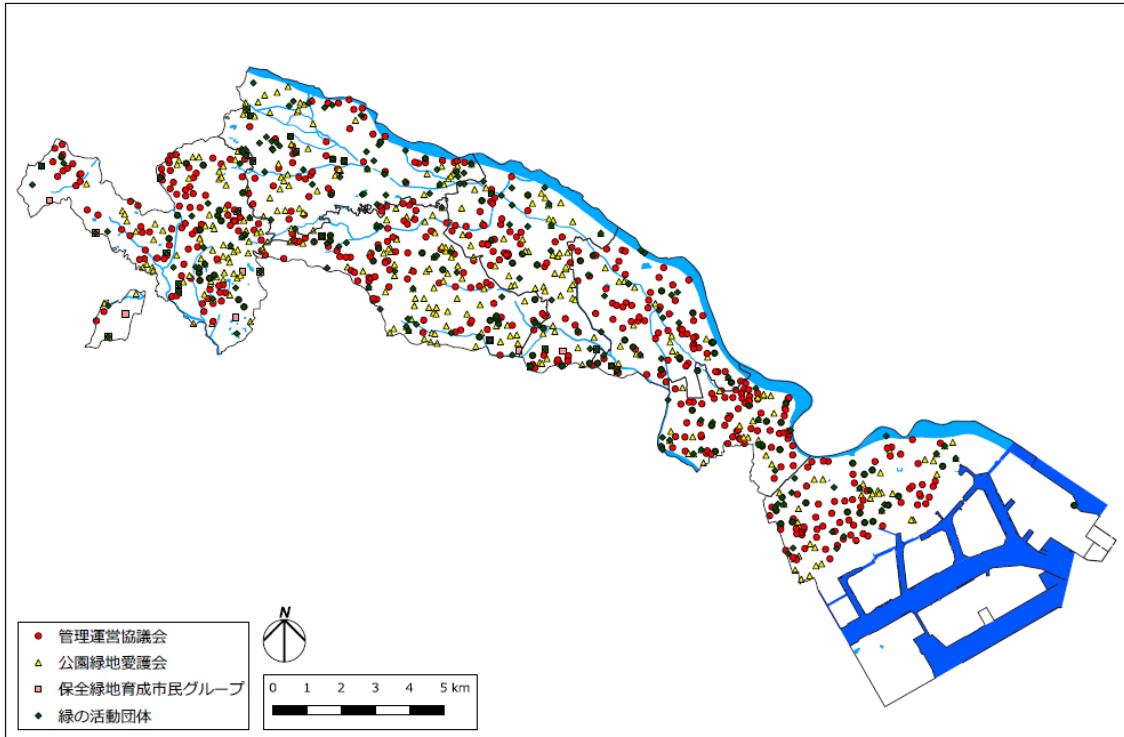 管理運営協議会
公園緑地愛護会
保全緑地育成市民グループ
緑の活動団体
N
0 1 2 3 4 5 km